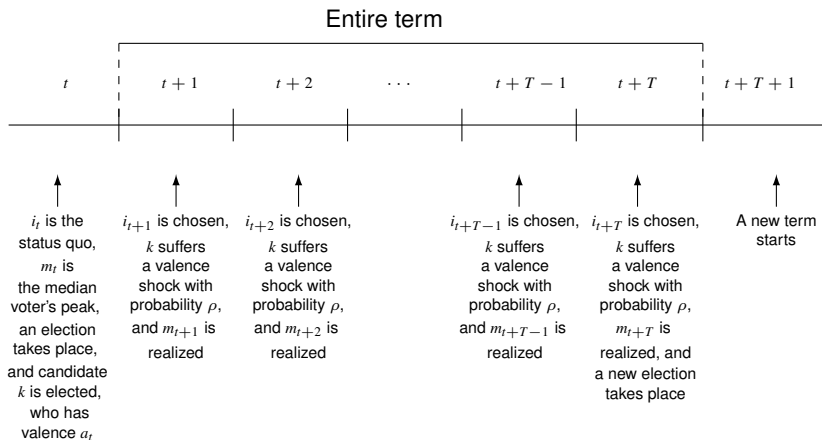 Entire term
t
t + 1
t + 2
· · ·
t + T − 1
t + T
t + T + 1
i_t is the
status quo,
m_t is
the median
voter's peak,
an election
takes place,
and candidate
k is elected,
who has
valence a_t
i_{t+1} is chosen,
k suffers
a valence
shock with
probability ρ,
and m_{t+1} is
realized
i_{t+2} is chosen,
k suffers
a valence
shock with
probability ρ,
and m_{t+2} is
realized
i_{t+T−1} is chosen,
k suffers
a valence
shock with
probability ρ,
and m_{t+T−1} is
realized
i_{t+T} is chosen,
k suffers
a valence
shock with
probability ρ,
m_{t+T} is
realized, and
a new election
takes place
A new term
starts